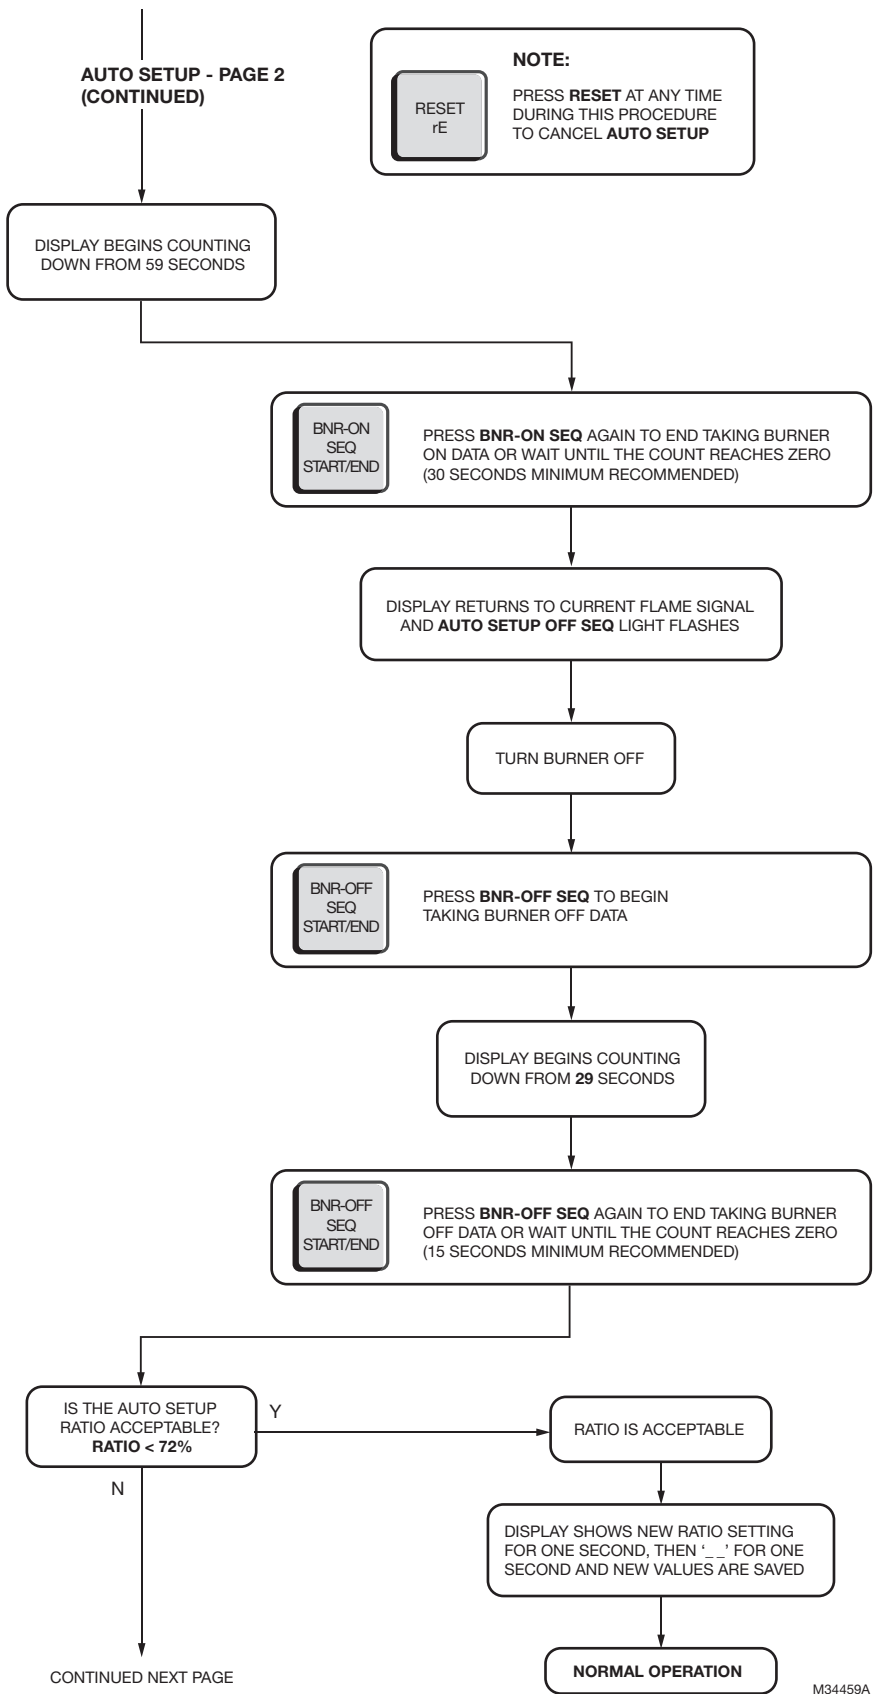 AUTO SETUP - PAGE 2
(CONTINUED)
NOTE:
RESET
rE
PRESS RESET AT ANY TIME
DURING THIS PROCEDURE
TO CANCEL AUTO SETUP
DISPLAY BEGINS COUNTING
DOWN FROM 59 SECONDS
BNR-ON
SEQ
START/END
PRESS BNR-ON SEQ AGAIN TO END TAKING BURNER
ON DATA OR WAIT UNTIL THE COUNT REACHES ZERO
(30 SECONDS MINIMUM RECOMMENDED)
DISPLAY RETURNS TO CURRENT FLAME SIGNAL
AND AUTO SETUP OFF SEQ LIGHT FLASHES
TURN BURNER OFF
BNR-OFF
SEQ
START/END
PRESS BNR-OFF SEQ TO BEGIN
TAKING BURNER OFF DATA
DISPLAY BEGINS COUNTING
DOWN FROM 29 SECONDS
BNR-OFF
SEQ
START/END
PRESS BNR-OFF SEQ AGAIN TO END TAKING BURNER
OFF DATA OR WAIT UNTIL THE COUNT REACHES ZERO
(15 SECONDS MINIMUM RECOMMENDED)
IS THE AUTO SETUP
RATIO ACCEPTABLE?
RATIO < 72%
Y
RATIO IS ACCEPTABLE
N
DISPLAY SHOWS NEW RATIO SETTING
FOR ONE SECOND, THEN ‘_ _’ FOR ONE
SECOND AND NEW VALUES ARE SAVED
CONTINUED NEXT PAGE
NORMAL OPERATION
M34459A